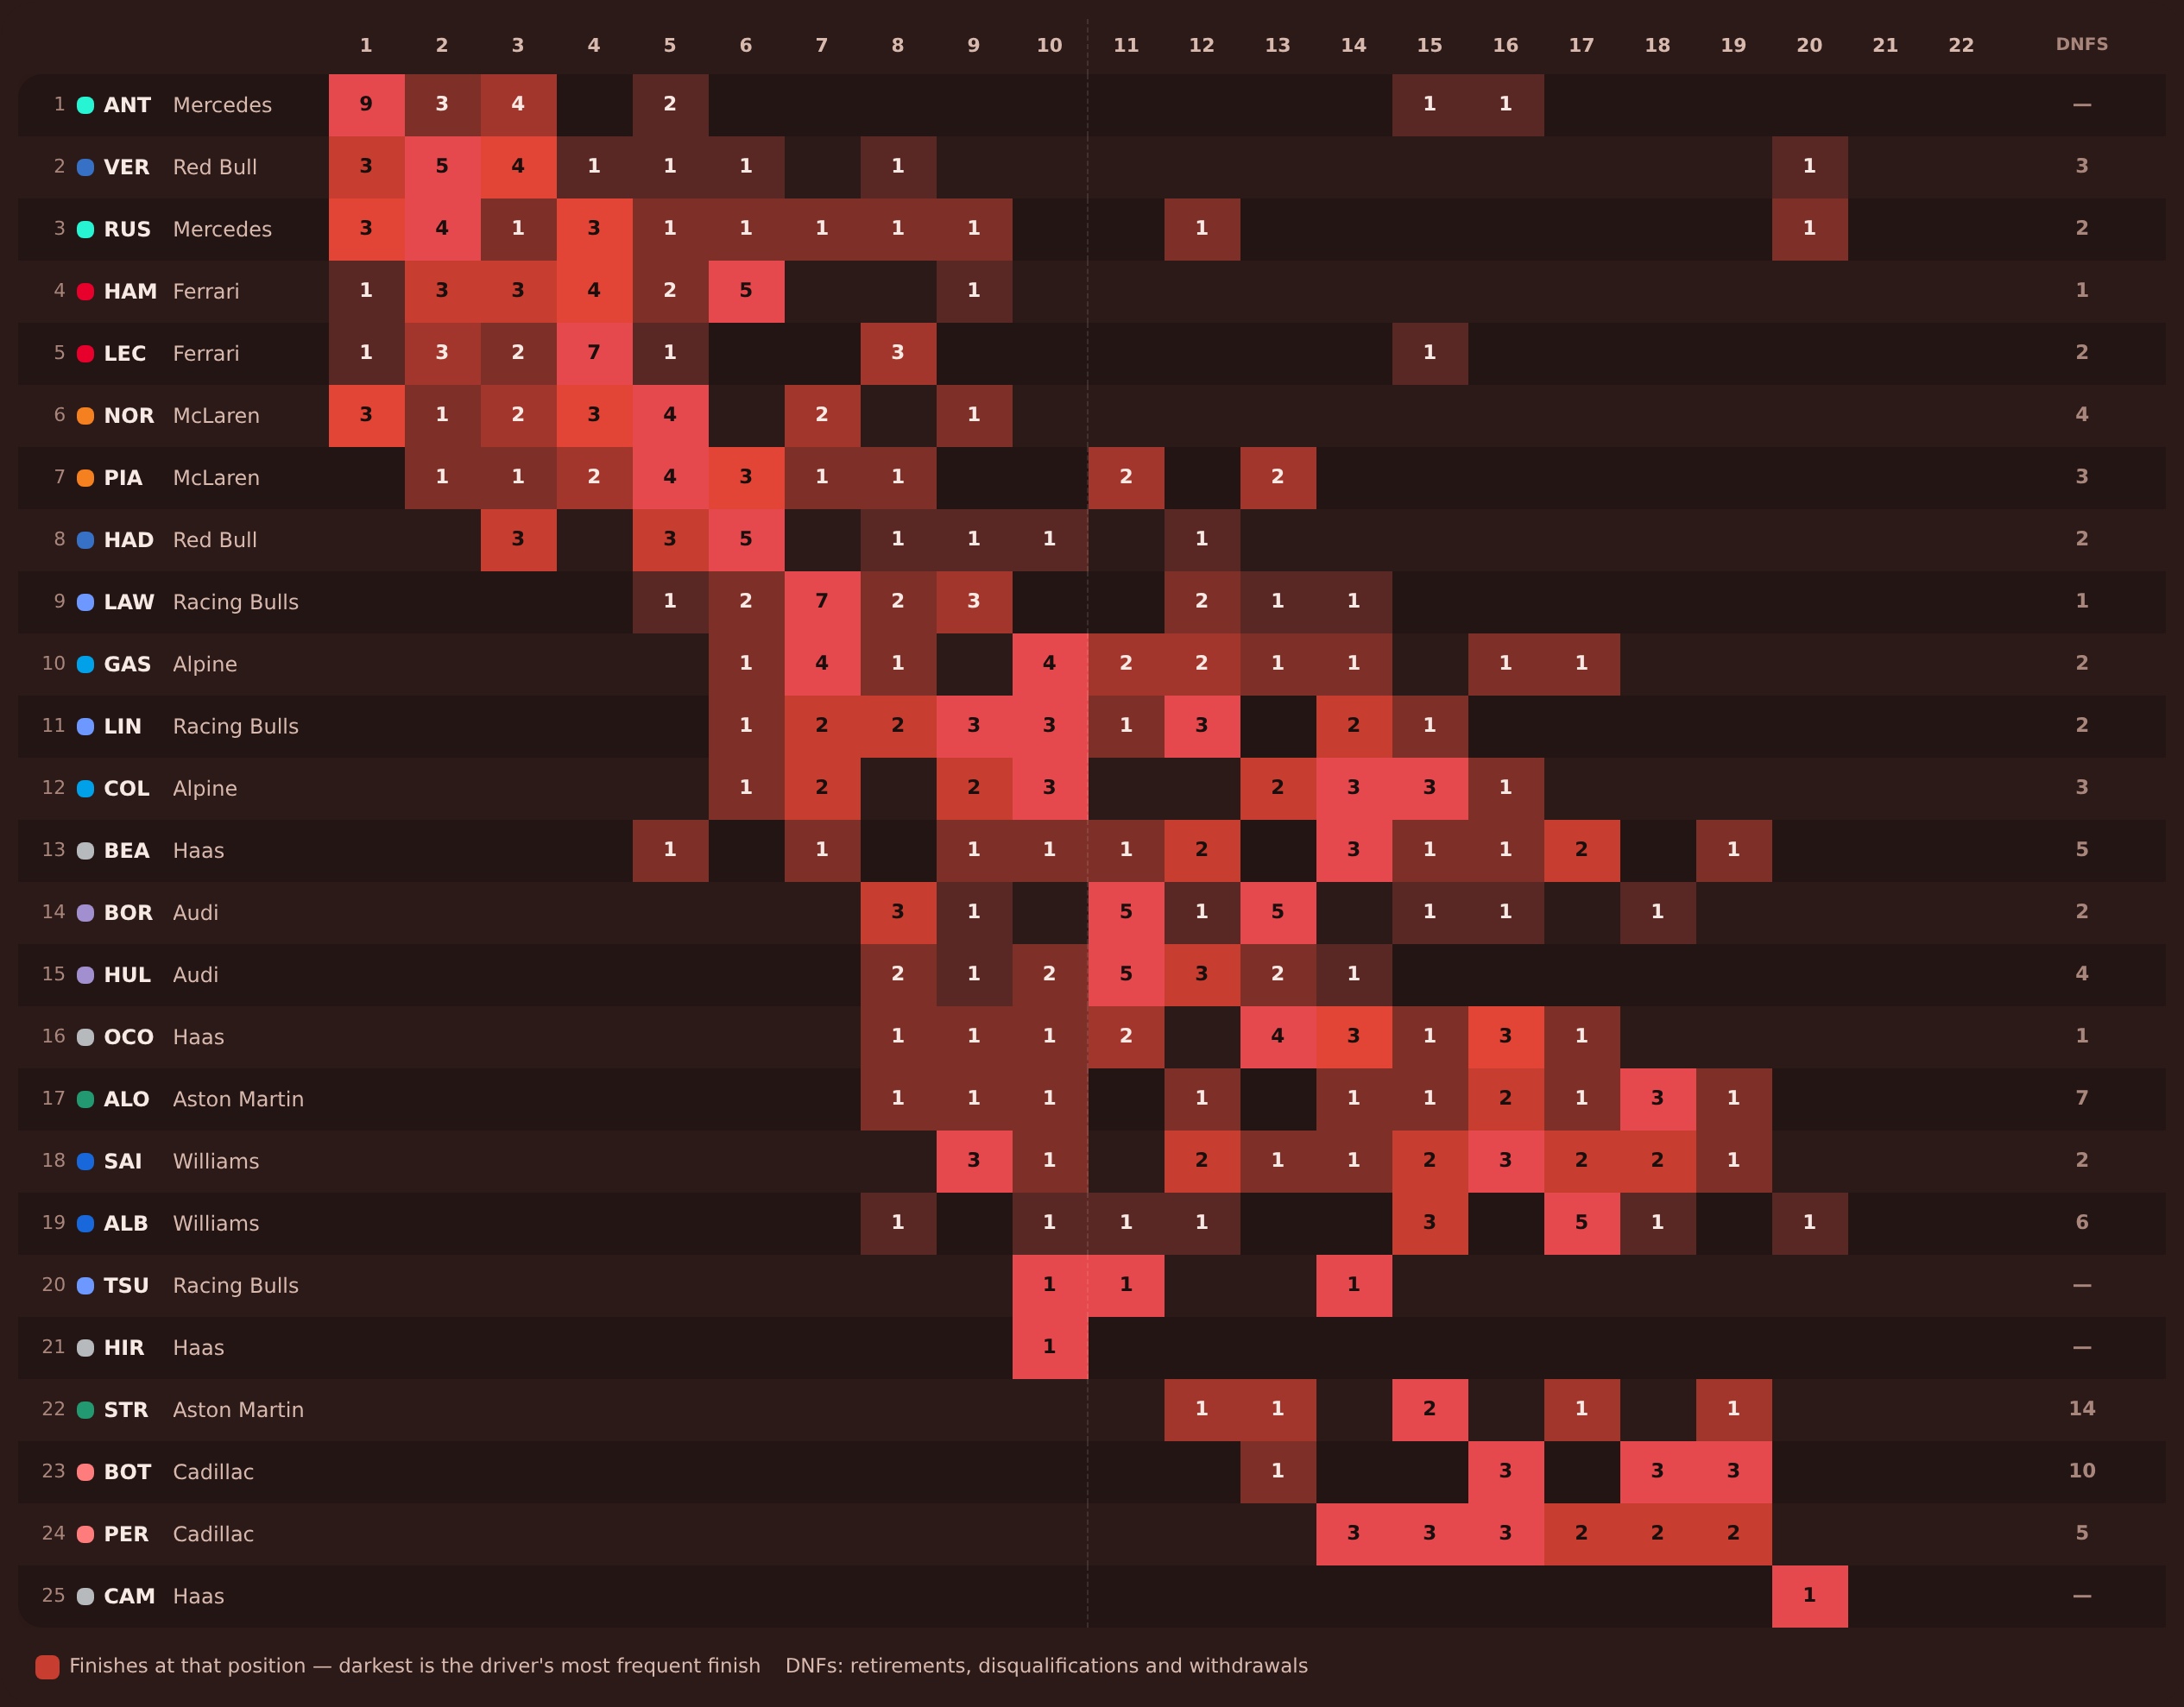 1 2 3 4 5 6 7 8 9 10 11 12 13 14 15 16 17 18 19 20 21 22 DNFS
1 ANT Mercedes 9 3 4 2 1 1 —
2 VER Red Bull 3 5 4 1 1 1 1 1 3
3 RUS Mercedes 3 4 1 3 1 1 1 1 1 1 1 2
4 HAM Ferrari 1 3 3 4 2 5 1 1
5 LEC Ferrari 1 3 2 7 1 3 1 2
6 NOR McLaren 3 1 2 3 4 2 1 4
7 PIA McLaren 1 1 2 4 3 1 1 2 2 3
8 HAD Red Bull 3 3 5 1 1 1 1 2
9 LAW Racing Bulls 1 2 7 2 3 2 1 1 1
10 GAS Alpine 1 4 1 4 2 2 1 1 1 1 2
11 LIN Racing Bulls 1 2 2 3 3 1 3 2 1 2
12 COL Alpine 1 2 2 3 2 3 3 1 3
13 BEA Haas 1 1 1 1 1 2 3 1 1 2 1 5
14 BOR Audi 3 1 5 1 5 1 1 1 2
15 HUL Audi 2 1 2 5 3 2 1 4
16 OCO Haas 1 1 1 2 4 3 1 3 1 1
17 ALO Aston Martin 1 1 1 1 1 1 2 1 3 1 7
18 SAI Williams 3 1 2 1 1 2 3 2 2 1 2
19 ALB Williams 1 1 1 1 3 5 1 1 6
20 TSU Racing Bulls 1 1 1 —
21 HIR Haas 1 —
22 STR Aston Martin 1 1 2 1 1 14
23 BOT Cadillac 1 3 3 3 10
24 PER Cadillac 3 3 3 2 2 2 5
25 CAM Haas 1 —
Finishes at that position — darkest is the driver's most frequent finish DNFs: retirements, disqualifications and withdrawals